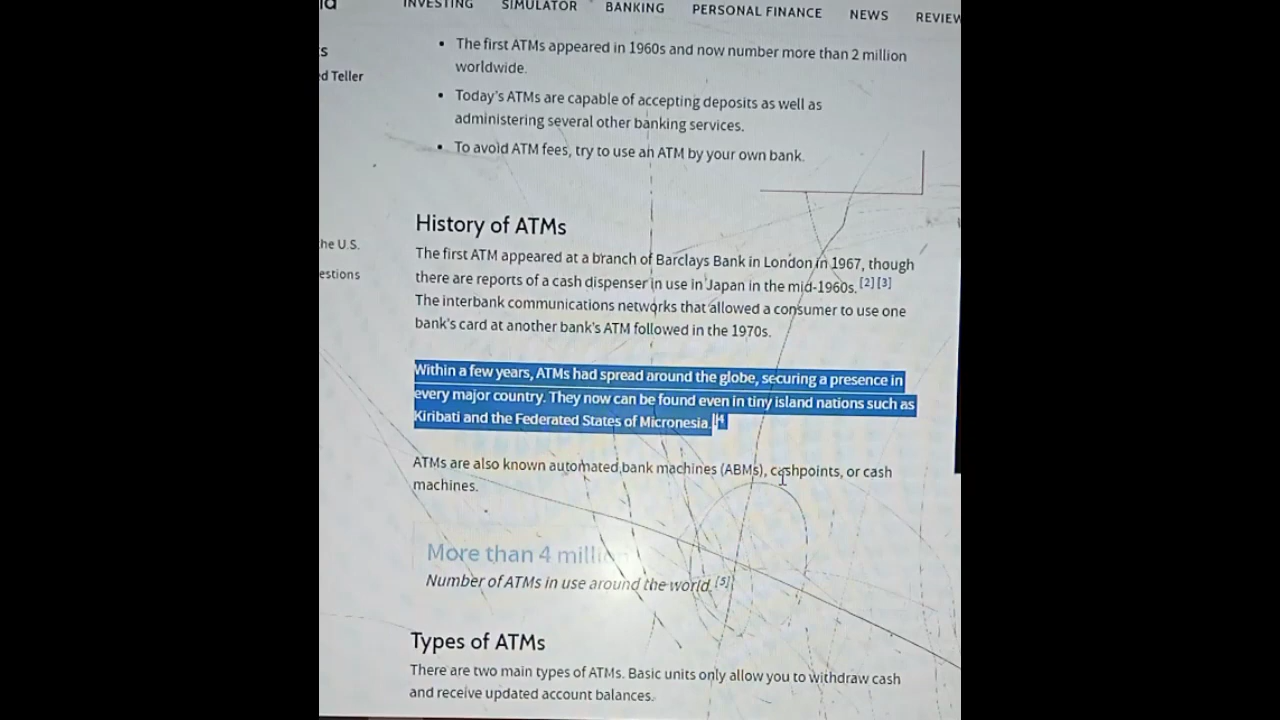 INVESTING SIMULATOR BANKING PERSONAL FINANCE NEWS REVIEW
• The first ATMs appeared in 1960s and now number more than 2 million
worldwide.
• Today's ATMs are capable of accepting deposits as well as
administering several other banking services.
• To avoid ATM fees, try to use an ATM by your own bank.
d Teller
History of ATMs
The first ATM appeared at a branch of Barclays Bank in London in 1967, though
there are reports of a cash dispenser in use in Japan in the mid-1960s. [2] [3]
The interbank communications networks that allowed a consumer to use one
bank's card at another bank's ATM followed in the 1970s.
he U.S.
estions
Within a few years, ATMs had spread around the globe, securing a presence in
every major country. They now can be found even in tiny island nations such as
Kiribati and the Federated States of Micronesia.[4
ATMs are also known automated bank machines (ABMs), cashpoints, or cash
machines.
More than 4 million
Number of ATMs in use around the world. [5]
Types of ATMs
There are two main types of ATMs. Basic units only allow you to withdraw cash
and receive updated account balances.